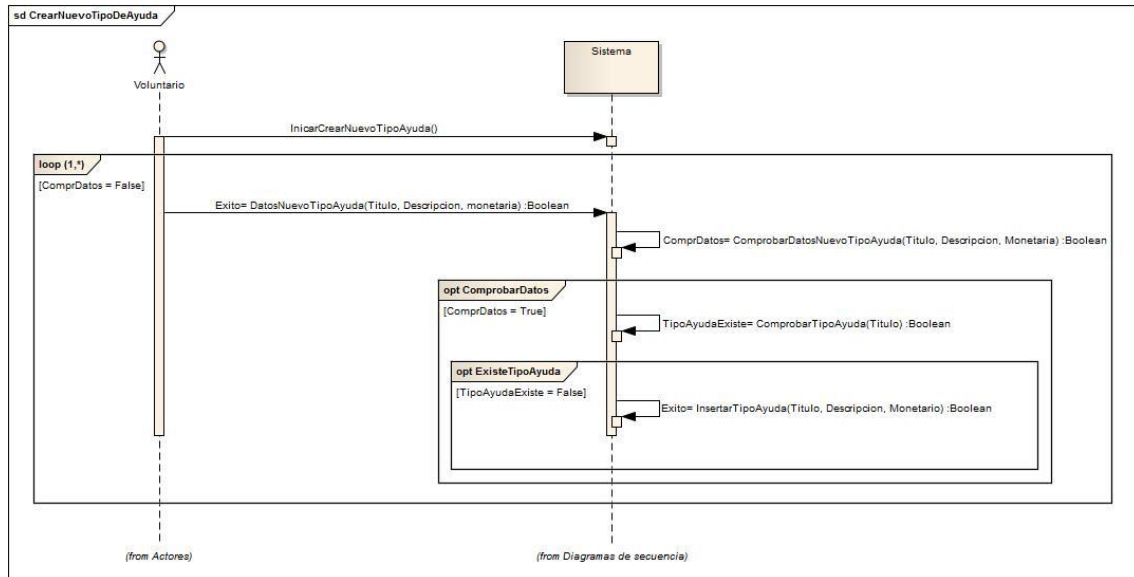 sd CrearNuevoTipoDeAyuda
Voluntario
Sistema
InicarCrearNuevoTipoAyuda()
loop (1,*)
[ComprDatos = False]
Exito= DatosNuevoTipoAyuda(Titulo, Descripcion, monetaria) :Boolean
ComprDatos= ComprobarDatosNuevoTipoAyuda(Titulo, Descripcion, Monetaria) :Boolean
opt ComprobarDatos
[ComprDatos = True]
TipoAyudaExiste= ComprobarTipoAyuda(Titulo) :Boolean
opt ExisteTipoAyuda
[TipoAyudaExiste = False]
Exito= InsertarTipoAyuda(Titulo, Descripcion, Monetario) :Boolean
(from Actores)
(from Diagramas de secuencia)